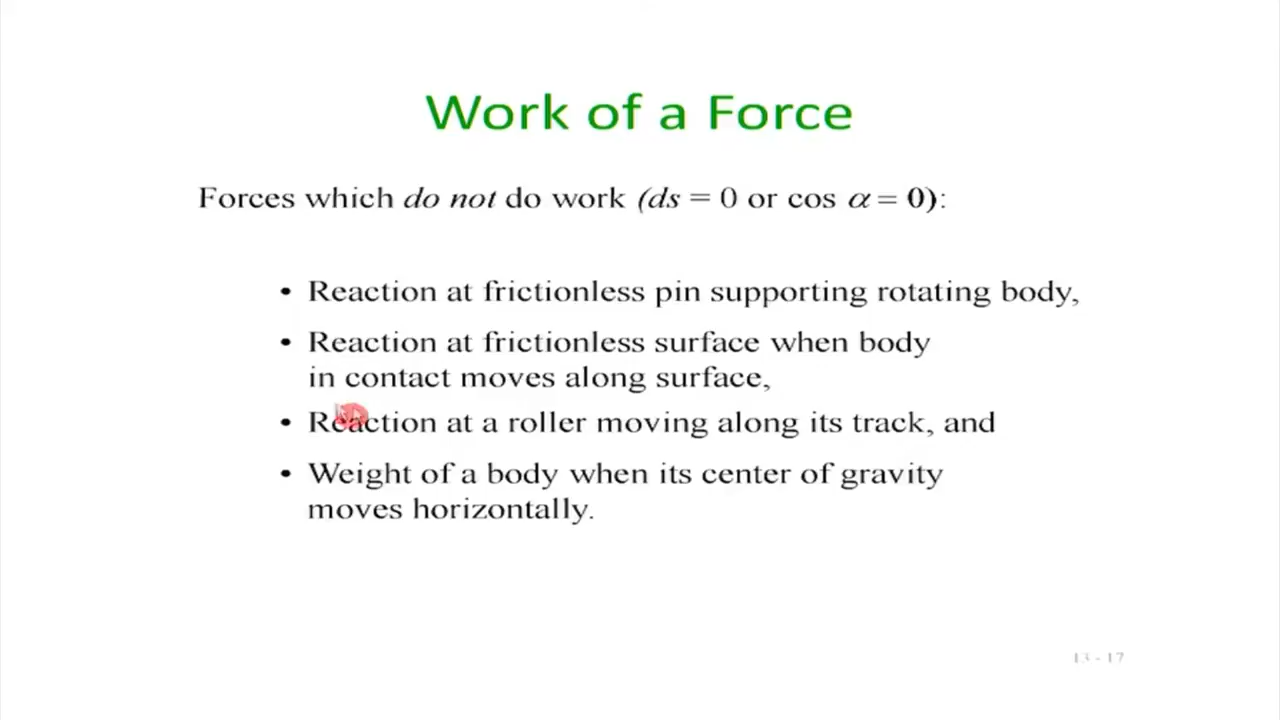 Work of a Force
Forces which do not do work (ds = 0 or cos α = 0):
• Reaction at frictionless pin supporting rotating body,
• Reaction at frictionless surface when body
in contact moves along surface,
• Reaction at a roller moving along its track, and
• Weight of a body when its center of gravity
moves horizontally.
13 - 17